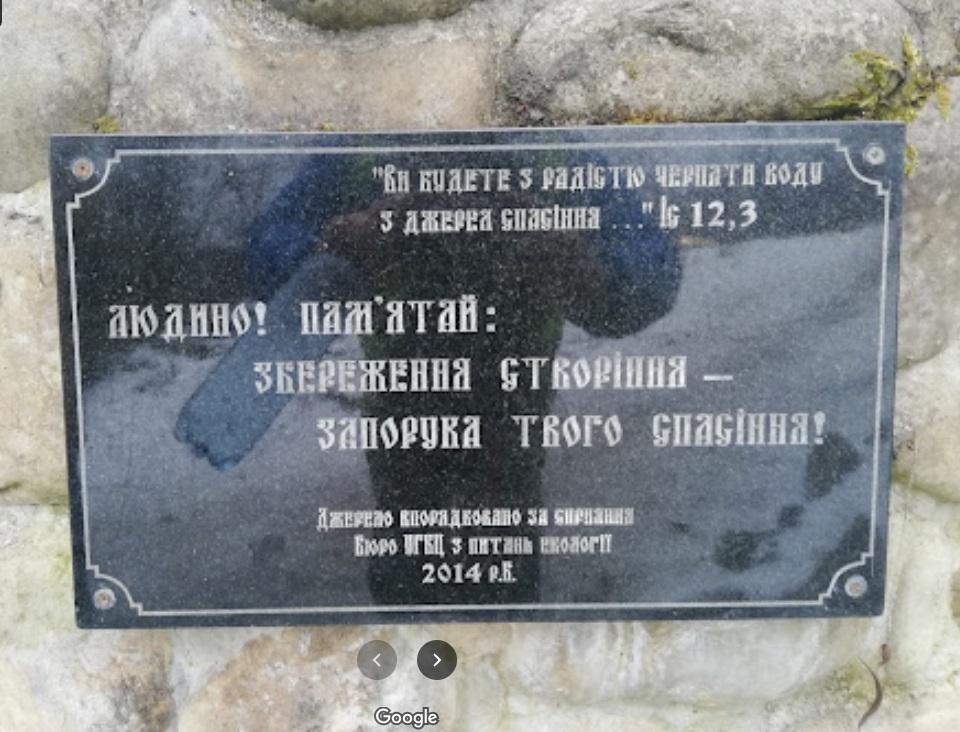 "Ви будете з радістю черпати воду
з джерел спасіння ..." Іс 12,3
Людино! Пам'ятай:
збереження створіння –
запорука твого спасіння!
Джерело впорядковано за сприяння
Бюро УГКЦ з питань екології
2014 р.Б.
Google